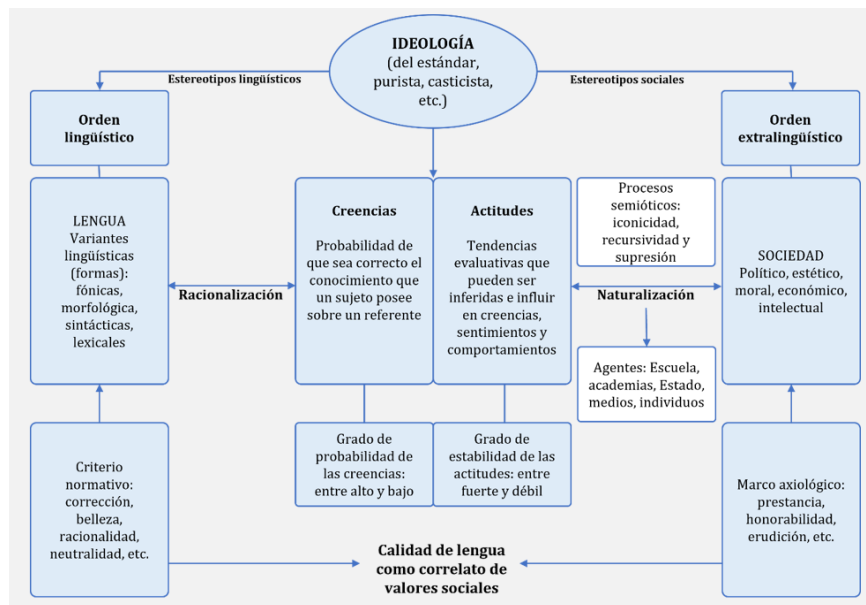 IDEOLOGÍA
(del estándar,
purista, casticista,
etc.)
Estereotipos lingüísticos
Estereotipos sociales
Orden
lingüístico
Orden
extralingüístico
LENGUA
Variantes
lingüísticas
(formas):
fónicas,
morfológica,
sintácticas,
lexicales
Racionalización
Creencias
Probabilidad de
que sea correcto el
conocimiento que
un sujeto posee
sobre un referente
Actitudes
Tendencias
evaluativas que
pueden ser
inferidas e influir
en creencias,
sentimientos y
comportamientos
Procesos
semióticos:
iconicidad,
recursividad y
supresión
Naturalización
Agentes: Escuela,
academias, Estado,
medios, individuos
SOCIEDAD
Político, estético,
moral, económico,
intelectual
Criterio
normativo:
corrección,
belleza,
racionalidad,
neutralidad, etc.
Grado de
probabilidad de
las creencias:
entre alto y bajo
Grado de
estabilidad de las
actitudes: entre
fuerte y débil
Marco axiológico:
prestancia,
honorabilidad,
erudición, etc.
Calidad de lengua
como correlato de
valores sociales